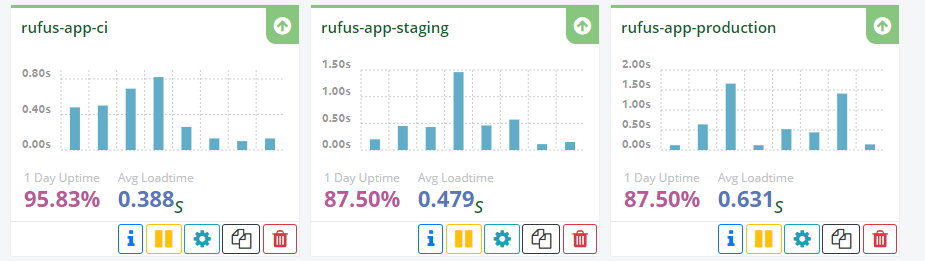 rufus-app-ci
0.80s
0.40s
0.00s
1 Day Uptime Avg Loadtime
95.83% 0.388s
rufus-app-staging
1.50s
1.00s
0.50s
0.00s
1 Day Uptime Avg Loadtime
87.50% 0.479s
rufus-app-production
2.00s
1.50s
1.00s
0.50s
0.00s
1 Day Uptime Avg Loadtime
87.50% 0.631s